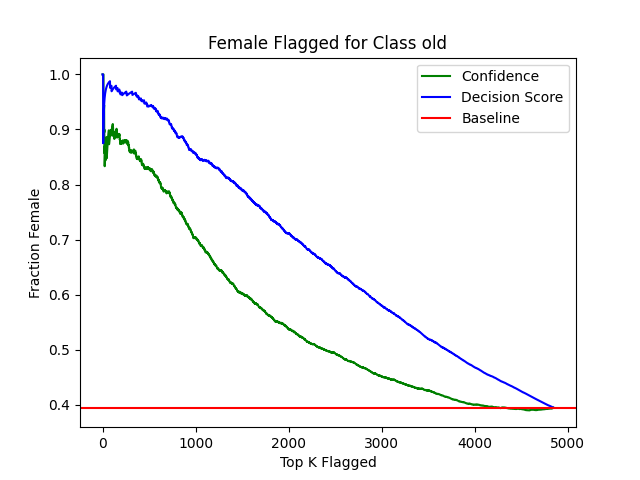 Female Flagged for Class old
Confidence
Decision Score
Baseline
Fraction Female
1.0
0.9
0.8
0.7
0.6
0.5
0.4
0
1000
2000
3000
4000
5000
Top K Flagged